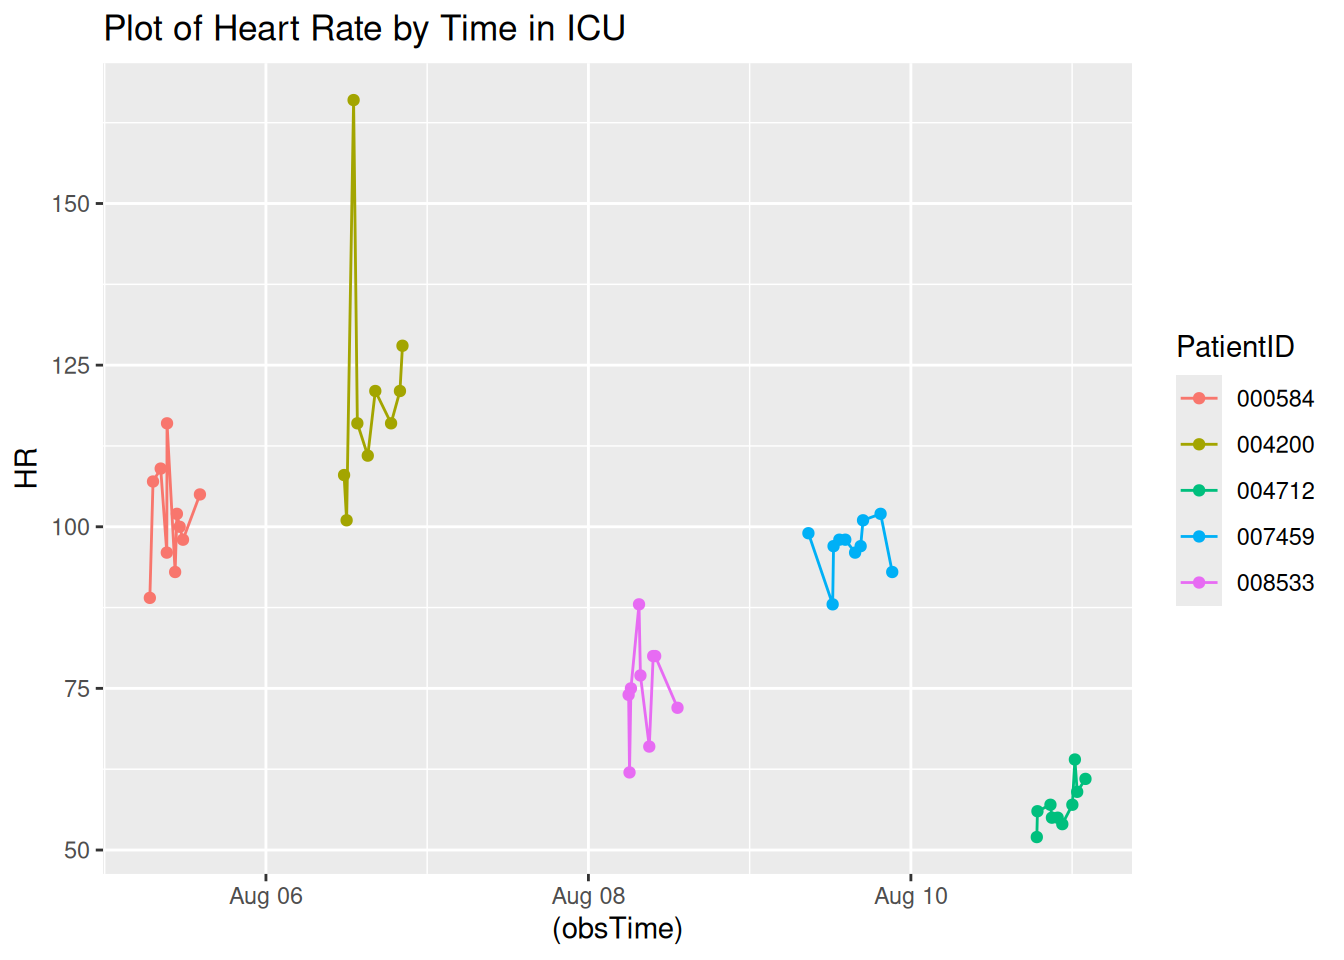 Plot of Heart Rate by Time in ICU
150
125
100
75
50
HR
Aug 06
Aug 08
Aug 10
(obsTime)
PatientID
000584
004200
004712
007459
008533